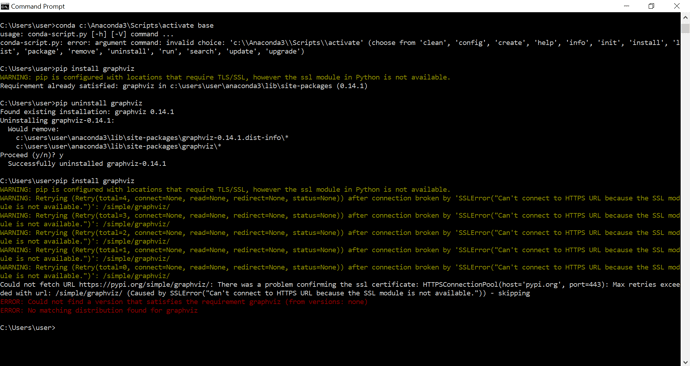 Command Prompt
C:\Users\user>conda c:\Anaconda3\Scripts\activate base
usage: conda-script.py [-h] [-V] command ...
conda-script.py: error: argument command: invalid choice: 'c:\\Anaconda3\\Scripts\\activate' (choose from 'clean', 'config', 'create', 'help', 'info', 'init', 'install', 'l
ist', 'package', 'remove', 'uninstall', 'run', 'search', 'update', 'upgrade')
C:\Users\user>pip install graphviz
WARNING: pip is configured with locations that require TLS/SSL, however the ssl module in Python is not available.
Requirement already satisfied: graphviz in c:\users\user\anaconda3\lib\site-packages (0.14.1)
C:\Users\user>pip uninstall graphviz
Found existing installation: graphviz 0.14.1
Uninstalling graphviz-0.14.1:
Would remove:
c:\users\user\anaconda3\lib\site-packages\graphviz-0.14.1.dist-info\*
c:\users\user\anaconda3\lib\site-packages\graphviz\*
Proceed (y/n)? y
Successfully uninstalled graphviz-0.14.1
C:\Users\user>pip install graphviz
WARNING: pip is configured with locations that require TLS/SSL, however the ssl module in Python is not available.
WARNING: Retrying (Retry(total=4, connect=None, read=None, redirect=None, status=None)) after connection broken by 'SSLError("Can't connect to HTTPS URL because the SSL mod
ule is not available.")': /simple/graphviz/
WARNING: Retrying (Retry(total=3, connect=None, read=None, redirect=None, status=None)) after connection broken by 'SSLError("Can't connect to HTTPS URL because the SSL mod
ule is not available.")': /simple/graphviz/
WARNING: Retrying (Retry(total=2, connect=None, read=None, redirect=None, status=None)) after connection broken by 'SSLError("Can't connect to HTTPS URL because the SSL mod
ule is not available.")': /simple/graphviz/
WARNING: Retrying (Retry(total=1, connect=None, read=None, redirect=None, status=None)) after connection broken by 'SSLError("Can't connect to HTTPS URL because the SSL mod
ule is not available.")': /simple/graphviz/
WARNING: Retrying (Retry(total=0, connect=None, read=None, redirect=None, status=None)) after connection broken by 'SSLError("Can't connect to HTTPS URL because the SSL mod
ule is not available.")': /simple/graphviz/
Could not fetch URL https://pypi.org/simple/graphviz/: There was a problem confirming the ssl certificate: HTTPSConnectionPool(host='pypi.org', port=443): Max retries excee
ded with url: /simple/graphviz/ (Caused by SSLError("Can't connect to HTTPS URL because the SSL module is not available.")) - skipping
ERROR: Could not find a version that satisfies the requirement graphviz (from versions: none)
ERROR: No matching distribution found for graphviz
C:\Users\user>